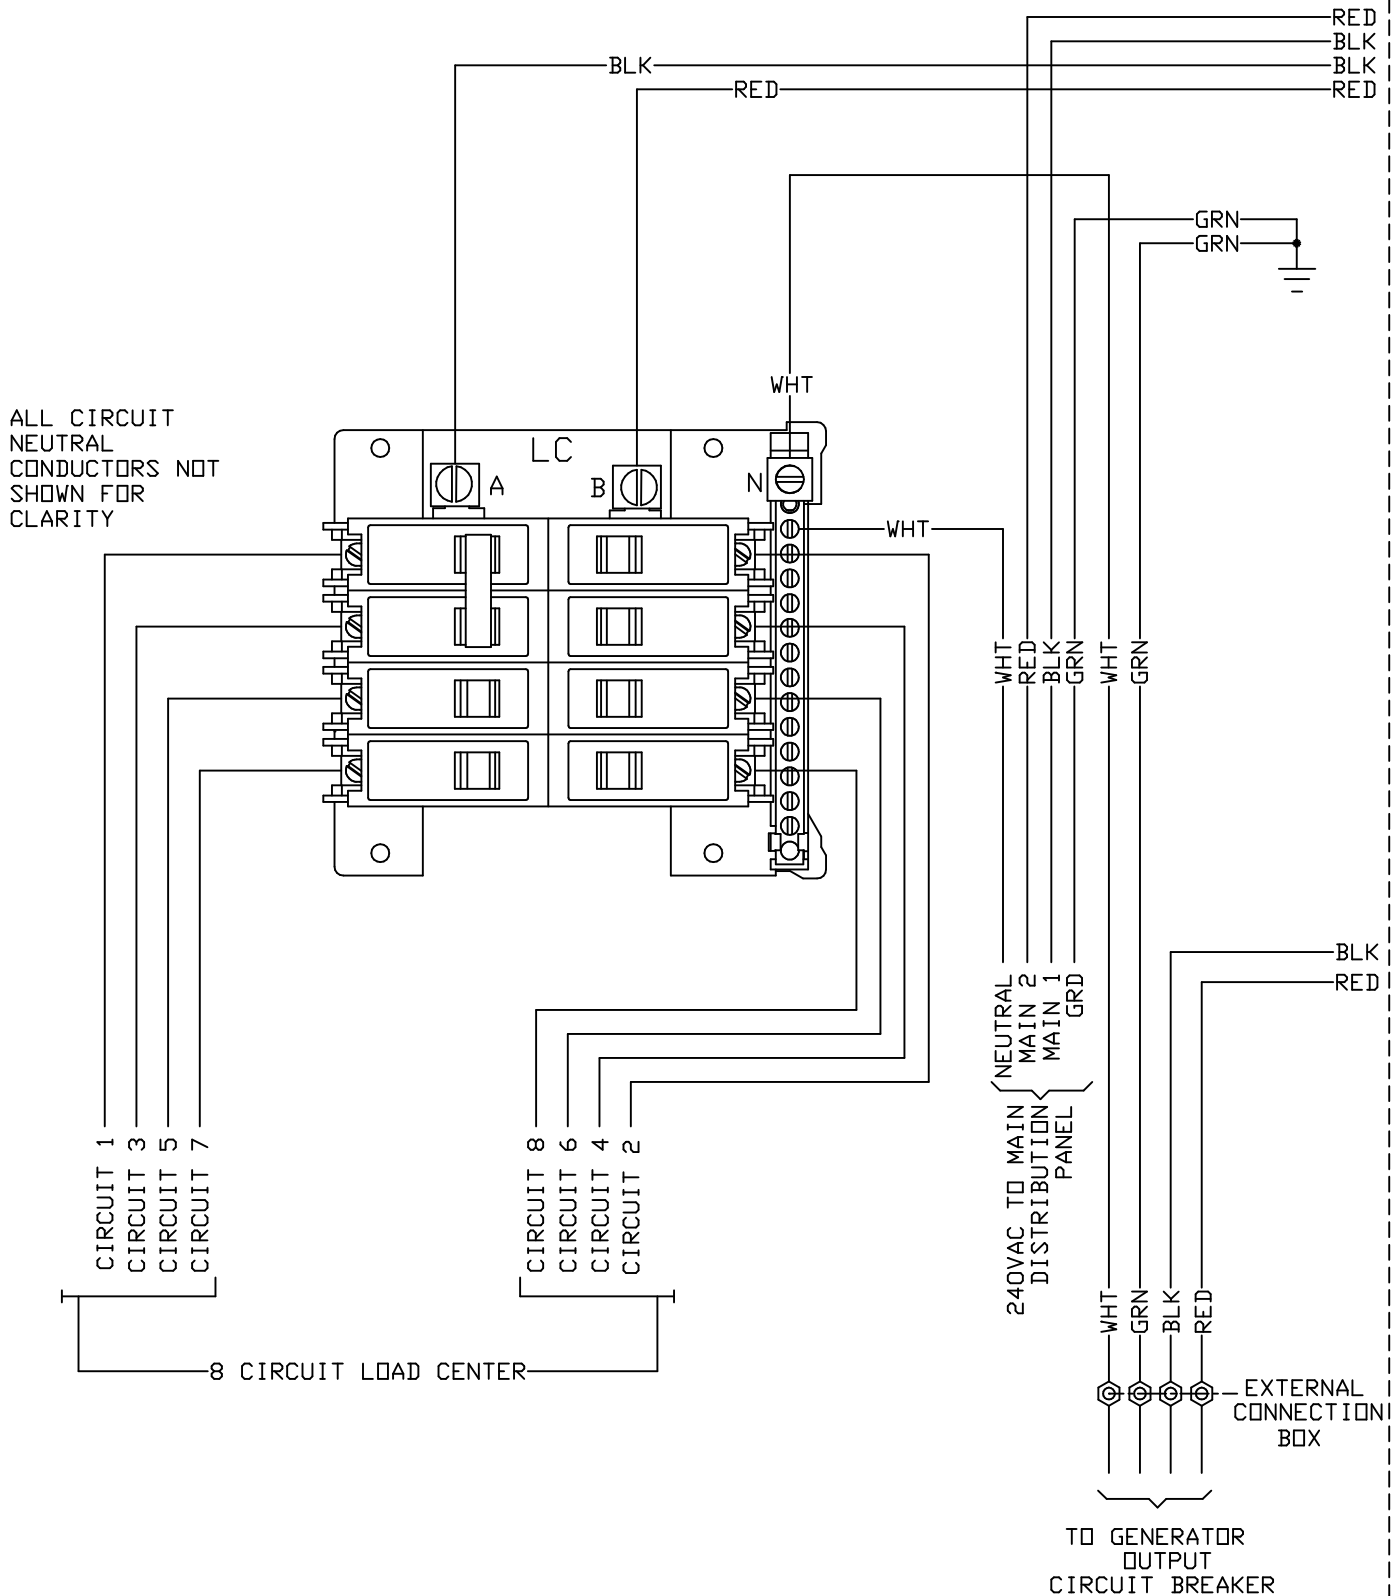 RED
BLK
BLK
BLK
RED
RED
GRN
GRN
WHT
ALL CIRCUIT
NEUTRAL
CONDUCTORS NOT
SHOWN FOR
CLARITY
LC
A
B
N
WHT
WHT
RED
BLK
GRN
WHT
GRN
BLK
RED
NEUTRAL
MAIN 2
MAIN 1
GRD
240VAC TO MAIN
DISTRIBUTION
PANEL
CIRCUIT 1
CIRCUIT 3
CIRCUIT 5
CIRCUIT 7
CIRCUIT 8
CIRCUIT 6
CIRCUIT 4
CIRCUIT 2
WHT
GRN
BLK
RED
8 CIRCUIT LOAD CENTER
EXTERNAL
CONNECTION
BOX
TO GENERATOR
OUTPUT
CIRCUIT BREAKER